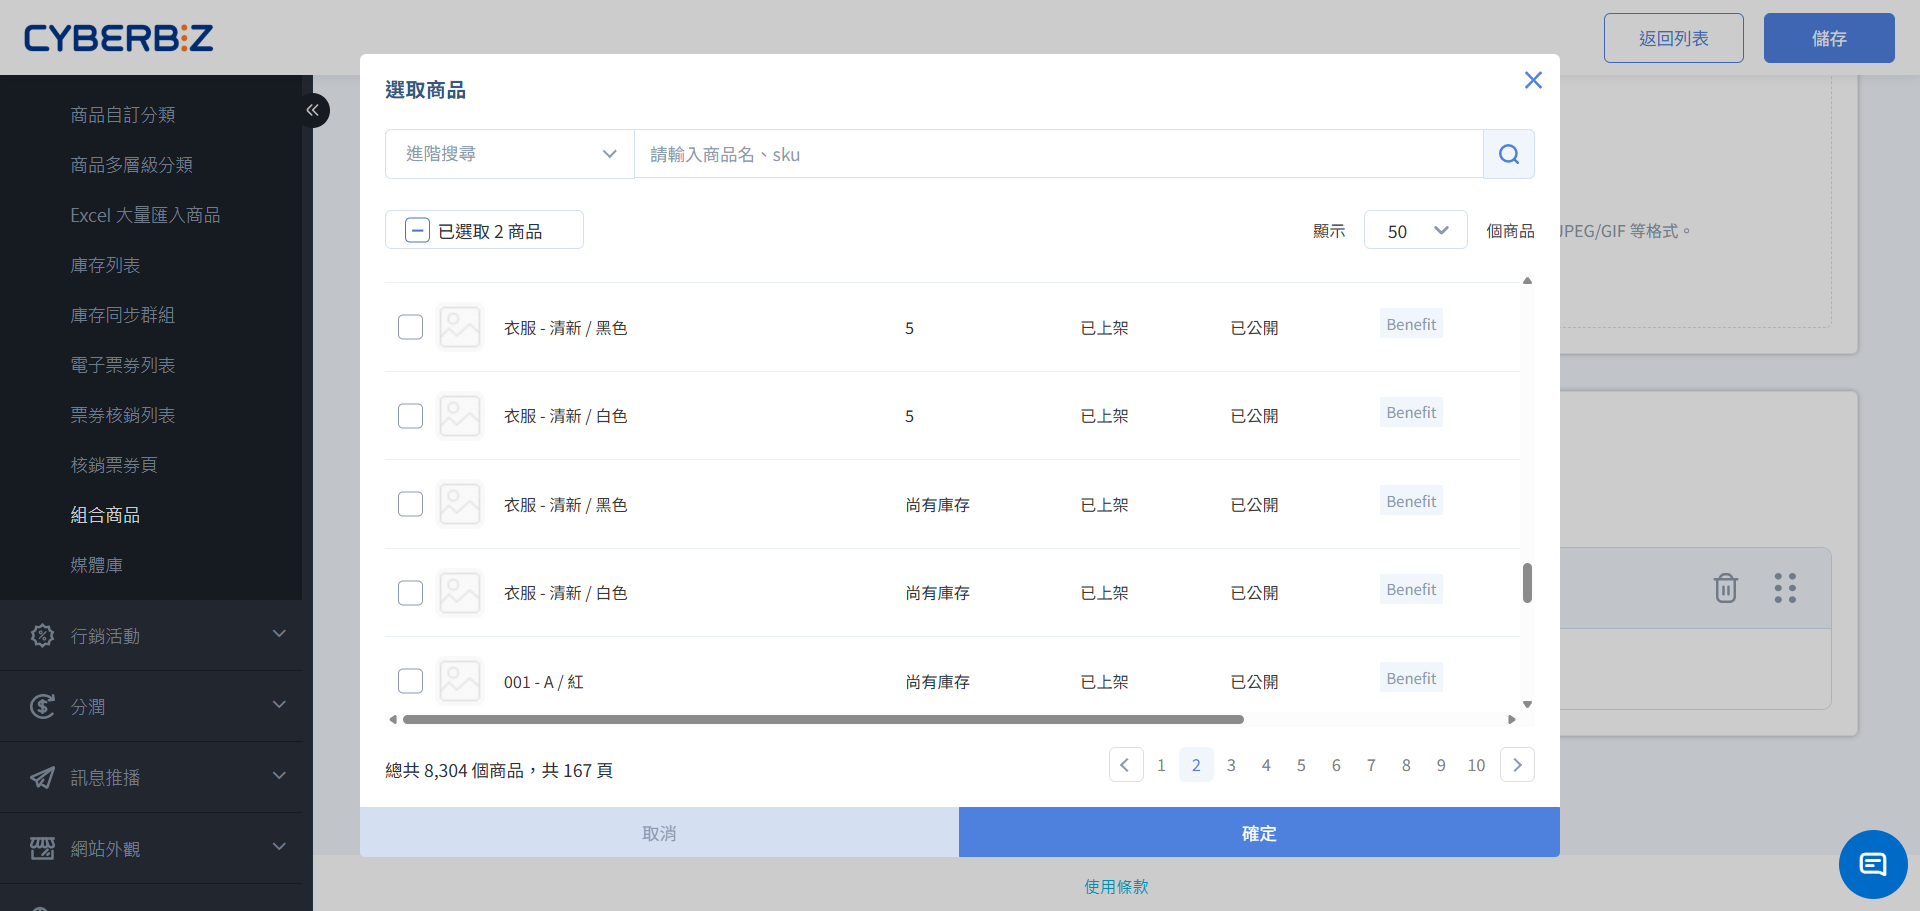 CYBERBIZ
返回列表
儲存
商品自訂分類
商品多層級分類
Excel 大量匯入商品
庫存列表
庫存同步群組
電子票券列表
票券核銷列表
核銷票券頁
組合商品
媒體庫
行銷活動
分潤
訊息推播
網站外觀
選取商品
進階搜尋
請輸入商品名、sku
已選取 2 商品
顯示 50 個商品
JPEG/GIF 等格式。
衣服 - 清新 / 黑色 5 已上架 已公開 Benefit
衣服 - 清新 / 白色 5 已上架 已公開 Benefit
衣服 - 清新 / 黑色 尚有庫存 已上架 已公開 Benefit
衣服 - 清新 / 白色 尚有庫存 已上架 已公開 Benefit
001 - A / 紅 尚有庫存 已上架 已公開 Benefit
總共 8,304 個商品，共 167 頁
1 2 3 4 5 6 7 8 9 10
取消
確定
使用條款